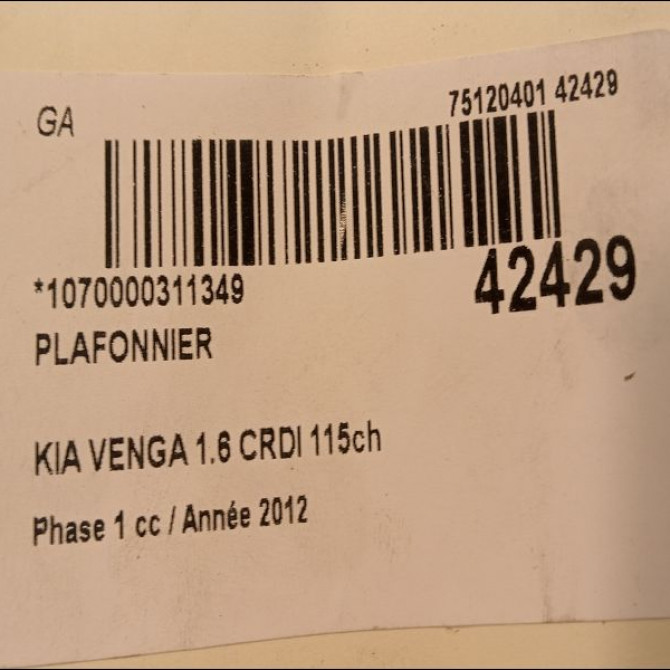 GA
75120401 42429
*1070000311349
42429
PLAFONNIER
KIA VENGA 1.6 CRDI 115ch
Phase 1 cc / Année 2012